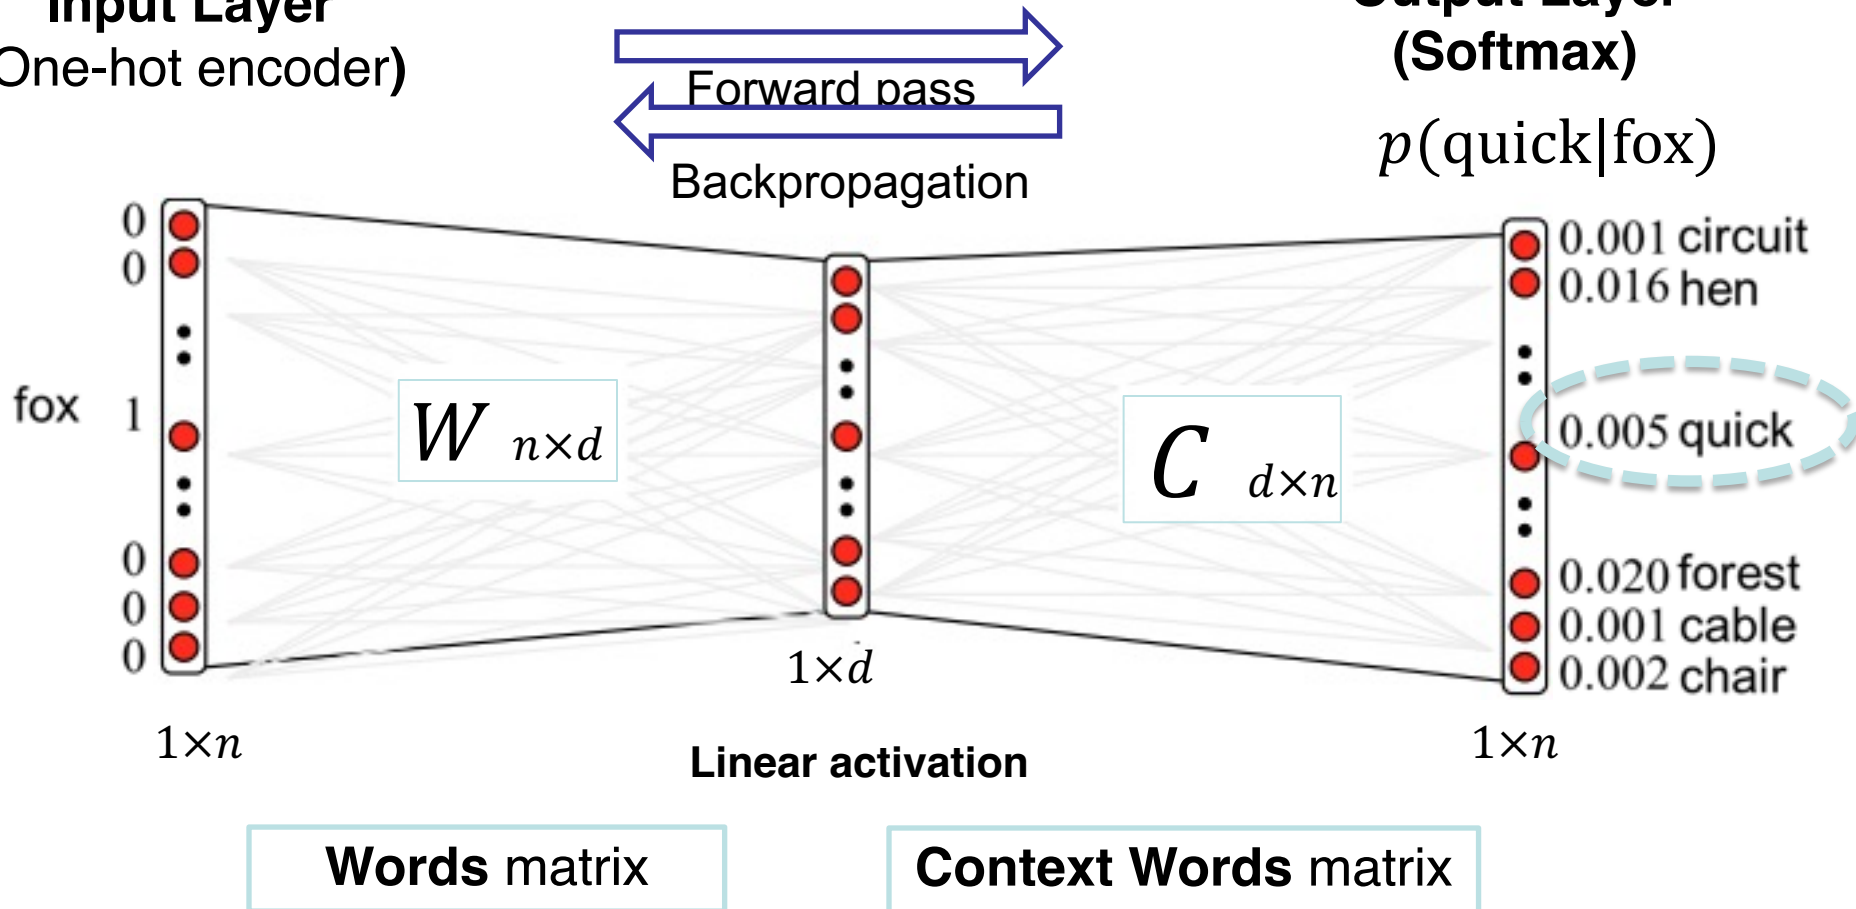 Input Layer
One-hot encoder)
Forward pass
Backpropagation
Output Layer
(Softmax)
p(quick|fox)
0
0
fox 1
0
0
0
1×n
W n×d
1×d
Linear activation
C d×n
0.001 circuit
0.016 hen
0.005 quick
0.020 forest
0.001 cable
0.002 chair
1×n
Words matrix
Context Words matrix